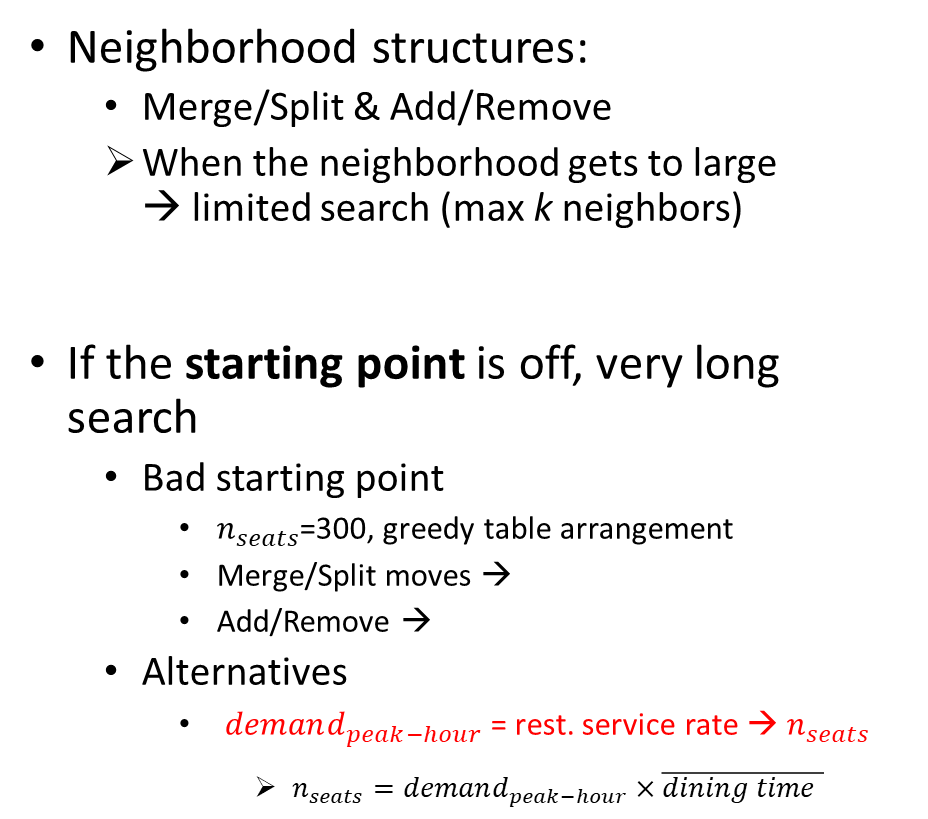 • Neighborhood structures:
• Merge/Split & Add/Remove
➢ When the neighborhood gets to large
→ limited search (max k neighbors)
• If the starting point is off, very long
search
• Bad starting point
• n_seats=300, greedy table arrangement
• Merge/Split moves →
• Add/Remove →
• Alternatives
• demand_peak−hour = rest. service rate → n_seats
➢ n_seats = demand_peak−hour × \overline{dining time}